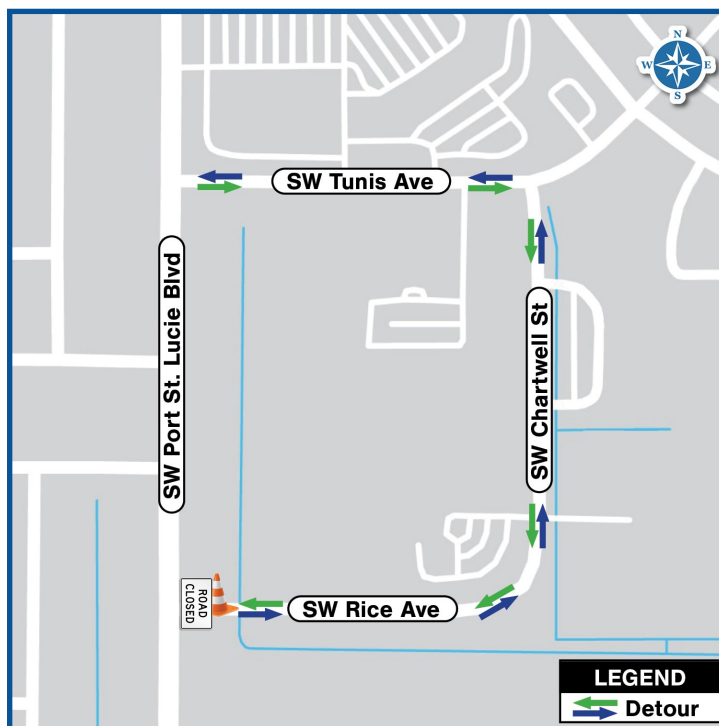 N
W
E
S
SW Tunis Ave
SW Port St. Lucie Blvd
SW Chartwell St
ROAD
CLOSED
SW Rice Ave
LEGEND
Detour